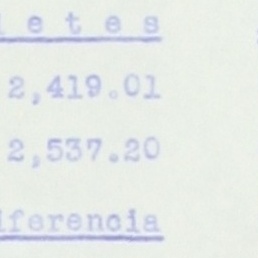 l e t e s
2,419.01
2,537.20
iferencia